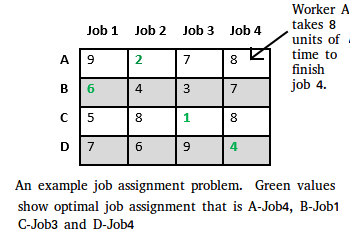 Worker A
takes 8
units of
time to
finish
job 4.
Job 1 Job 2 Job 3 Job 4
A 9 2 7 8
B 6 4 3 7
C 5 8 1 8
D 7 6 9 4
An example job assignment problem. Green values
show optimal job assignment that is A-Job4, B-Job1
C-Job3 and D-Job4